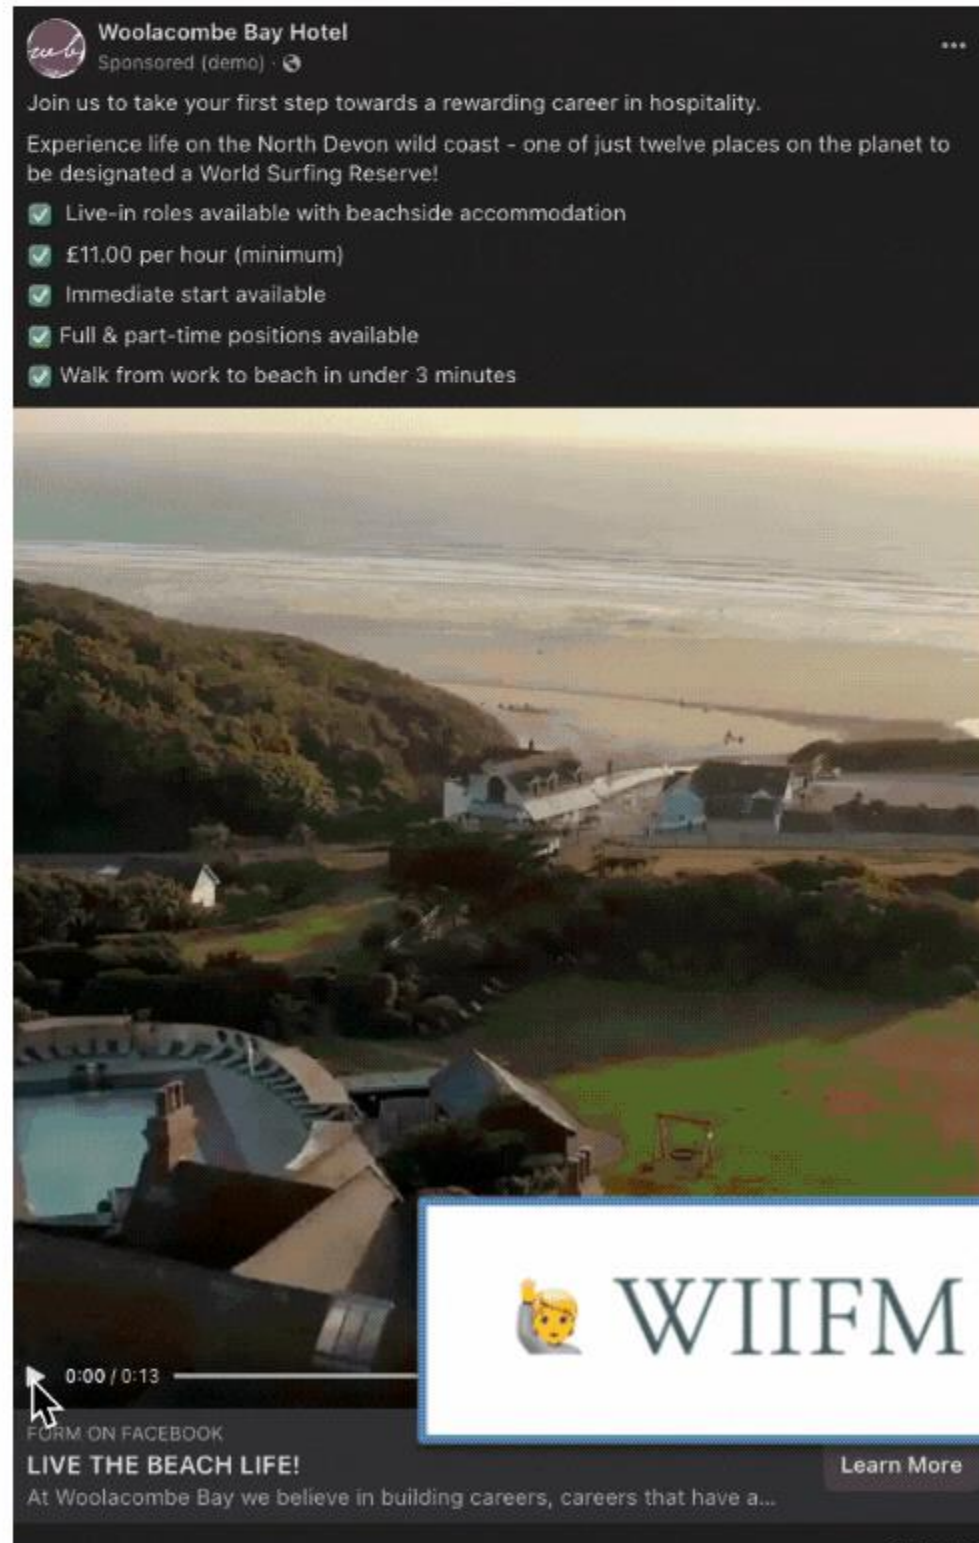 Woolacombe Bay Hotel
Sponsored (demo) ·
Join us to take your first step towards a rewarding career in hospitality.
Experience life on the North Devon wild coast - one of just twelve places on the planet to
be designated a World Surfing Reserve!
Live-in roles available with beachside accommodation
£11.00 per hour (minimum)
Immediate start available
Full & part-time positions available
Walk from work to beach in under 3 minutes
WIIFM
0:00 / 0:13
FORM ON FACEBOOK
LIVE THE BEACH LIFE!
Learn More
At Woolacombe Bay we believe in building careers, careers that have a...